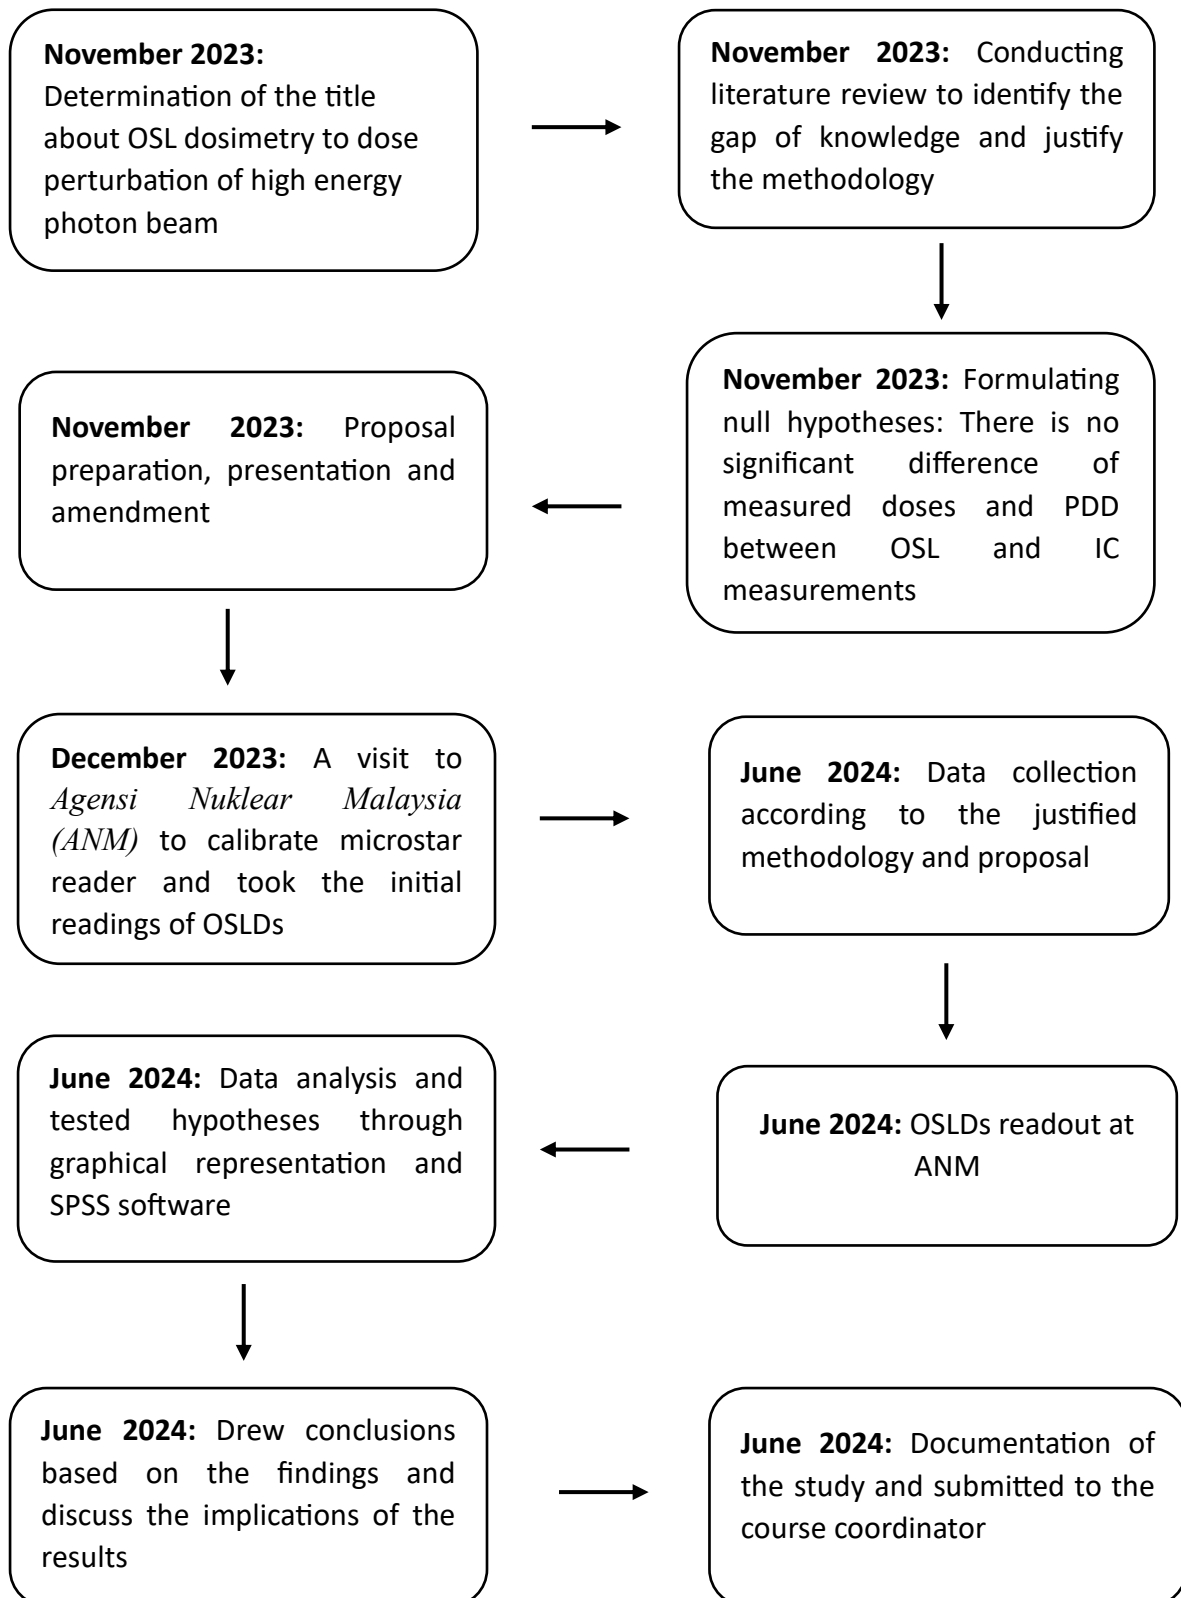 November 2023:
Determination of the title
about OSL dosimetry to dose
perturbation of high energy
photon beam
November 2023: Conducting
literature review to identify the
gap of knowledge and justify
the methodology
November 2023: Formulating
null hypotheses: There is no
significant difference of
measured doses and PDD
between OSL and IC
measurements
November 2023: Proposal
preparation, presentation and
amendment
December 2023: A visit to
Agensi Nuklear Malaysia
(ANM) to calibrate microstar
reader and took the initial
readings of OSLDs
June 2024: Data collection
according to the justified
methodology and proposal
June 2024: OSLDs readout at
ANM
June 2024: Data analysis and
tested hypotheses through
graphical representation and
SPSS software
June 2024: Drew conclusions
based on the findings and
discuss the implications of the
results
June 2024: Documentation of
the study and submitted to the
course coordinator